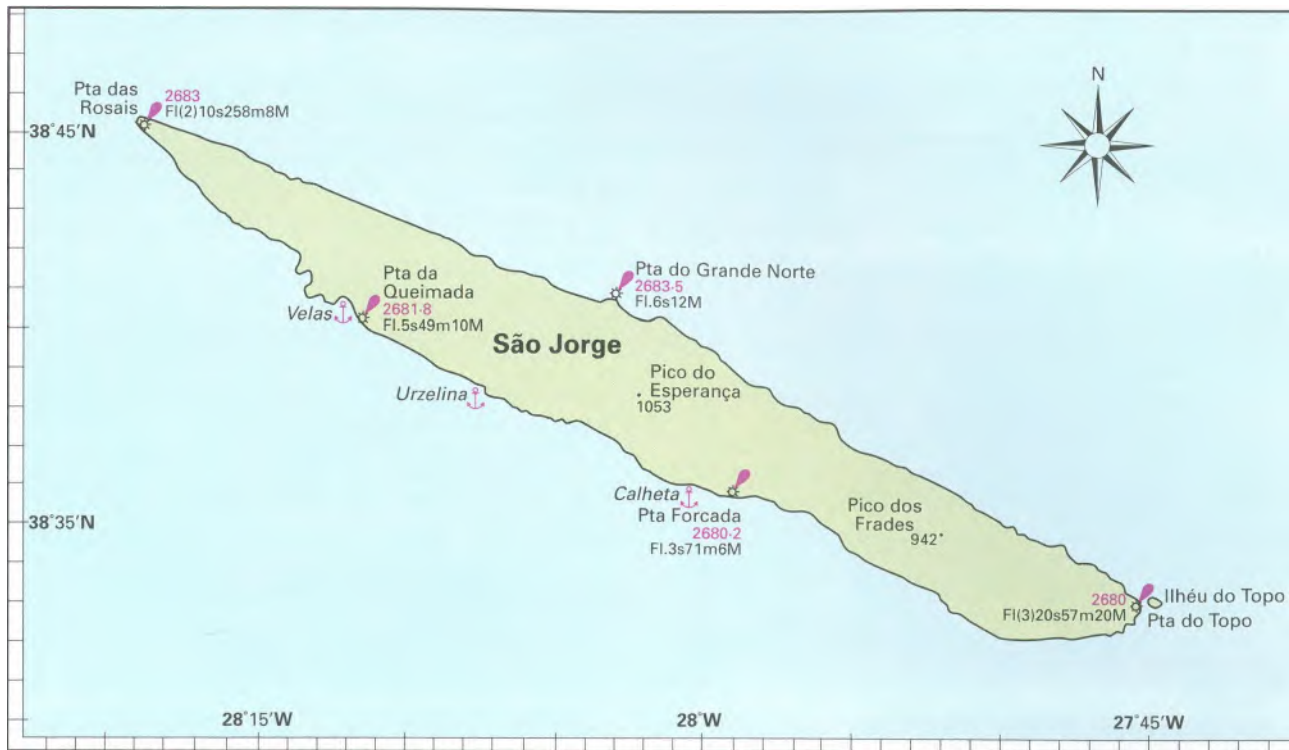 N
Pta das
Rosais
2683
Fl(2)10s258m8M
38°45'N
Pta do Grande Norte
2683·5
Fl.6s12M
Pta da
Queimada
2681·8
Fl.5s49m10M
Velas
São Jorge
Pico do
Esperança
1053
Urzelina
Calheta
Pta Forcada
2680·2
Fl.3s71m6M
38°35'N
Pico dos
Frades
942
2680
Fl(3)20s57m20M
Ilhéu do Topo
Pta do Topo
28°15'W
28°W
27°45'W